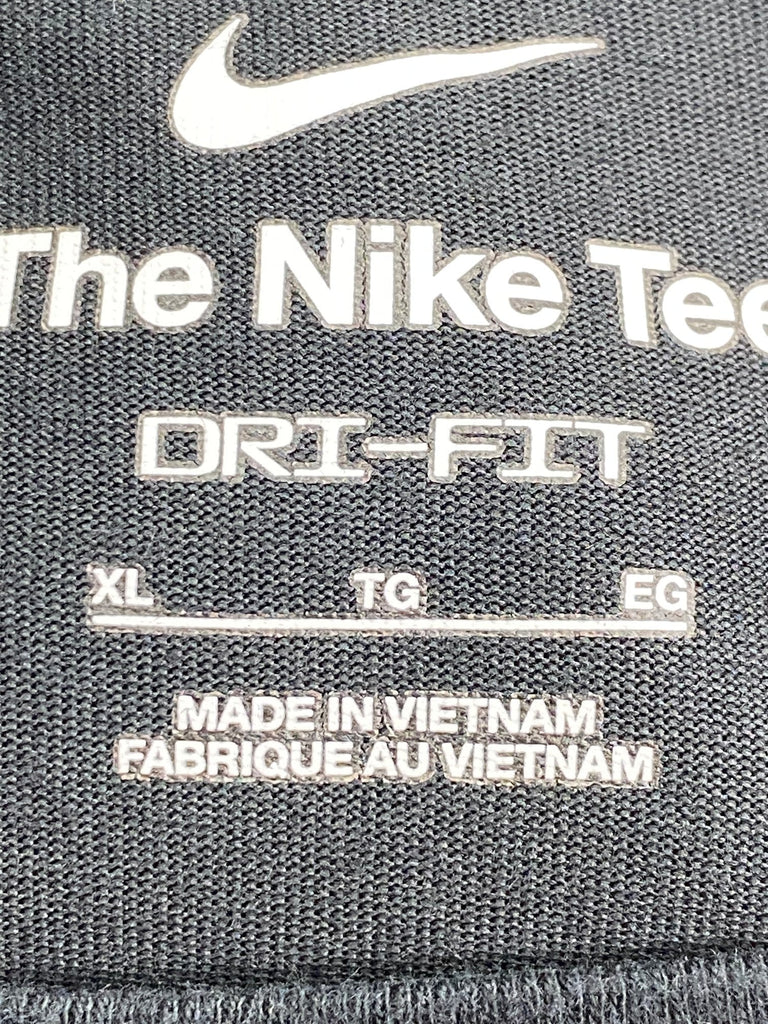 The Nike Tee
DRI-FIT
XL TG EG
MADE IN VIETNAM
FABRIQUE AU VIETNAM